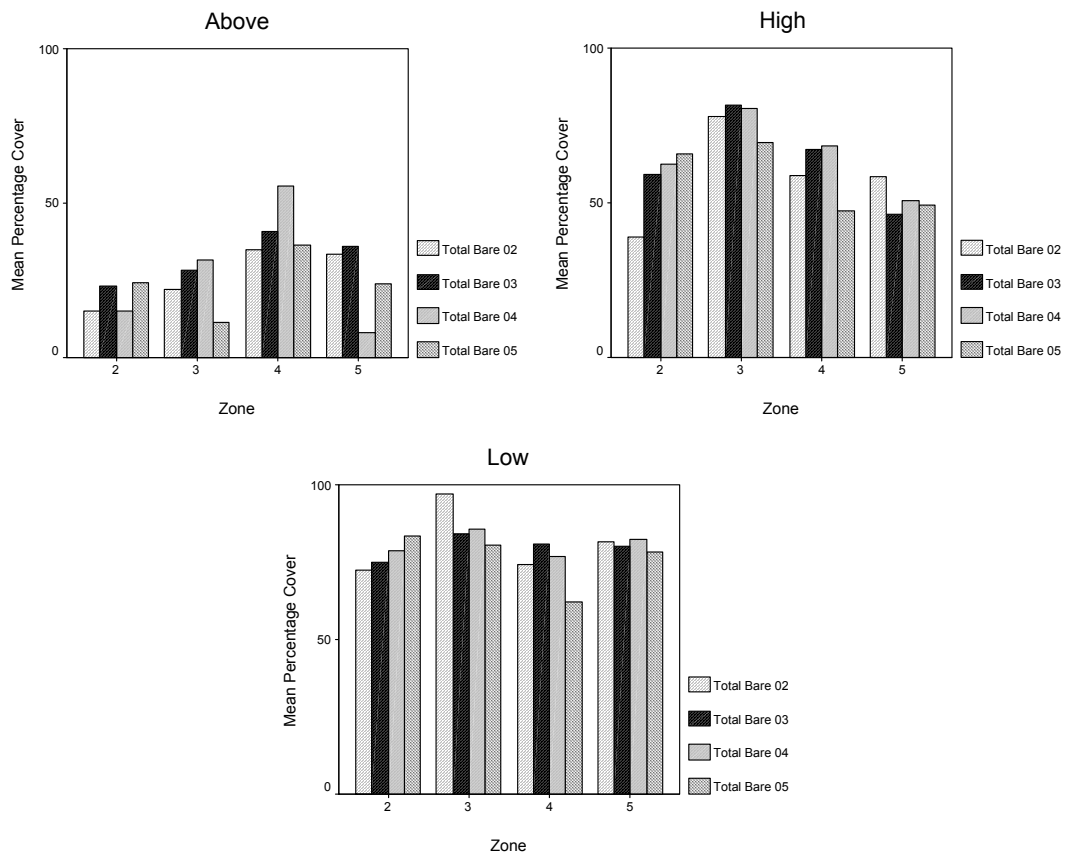 Above
100
50
0
Mean Percentage Cover
2 3 4 5
Zone
Total Bare 02
Total Bare 03
Total Bare 04
Total Bare 05
High
100
50
0
Mean Percentage Cover
2 3 4 5
Zone
Total Bare 02
Total Bare 03
Total Bare 04
Total Bare 05
Low
100
50
0
Mean Percentage Cover
2 3 4 5
Zone
Total Bare 02
Total Bare 03
Total Bare 04
Total Bare 05